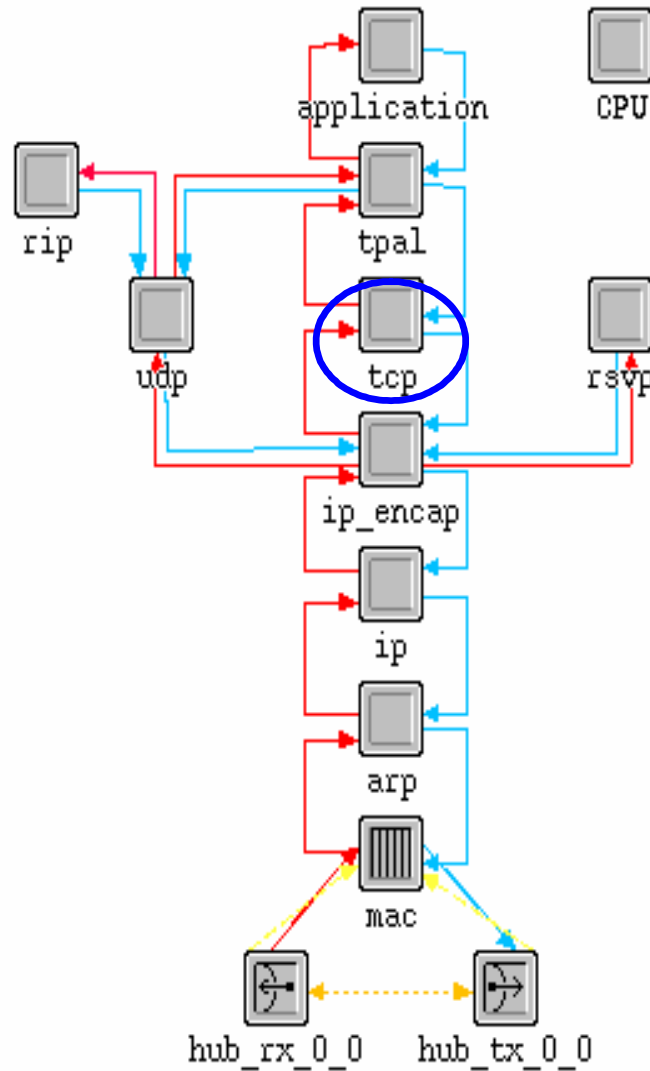 application
CPU
rip
tpal
udp
tcp
rsvp
ip_encap
ip
arp
mac
hub_rx_0_0
hub_tx_0_0